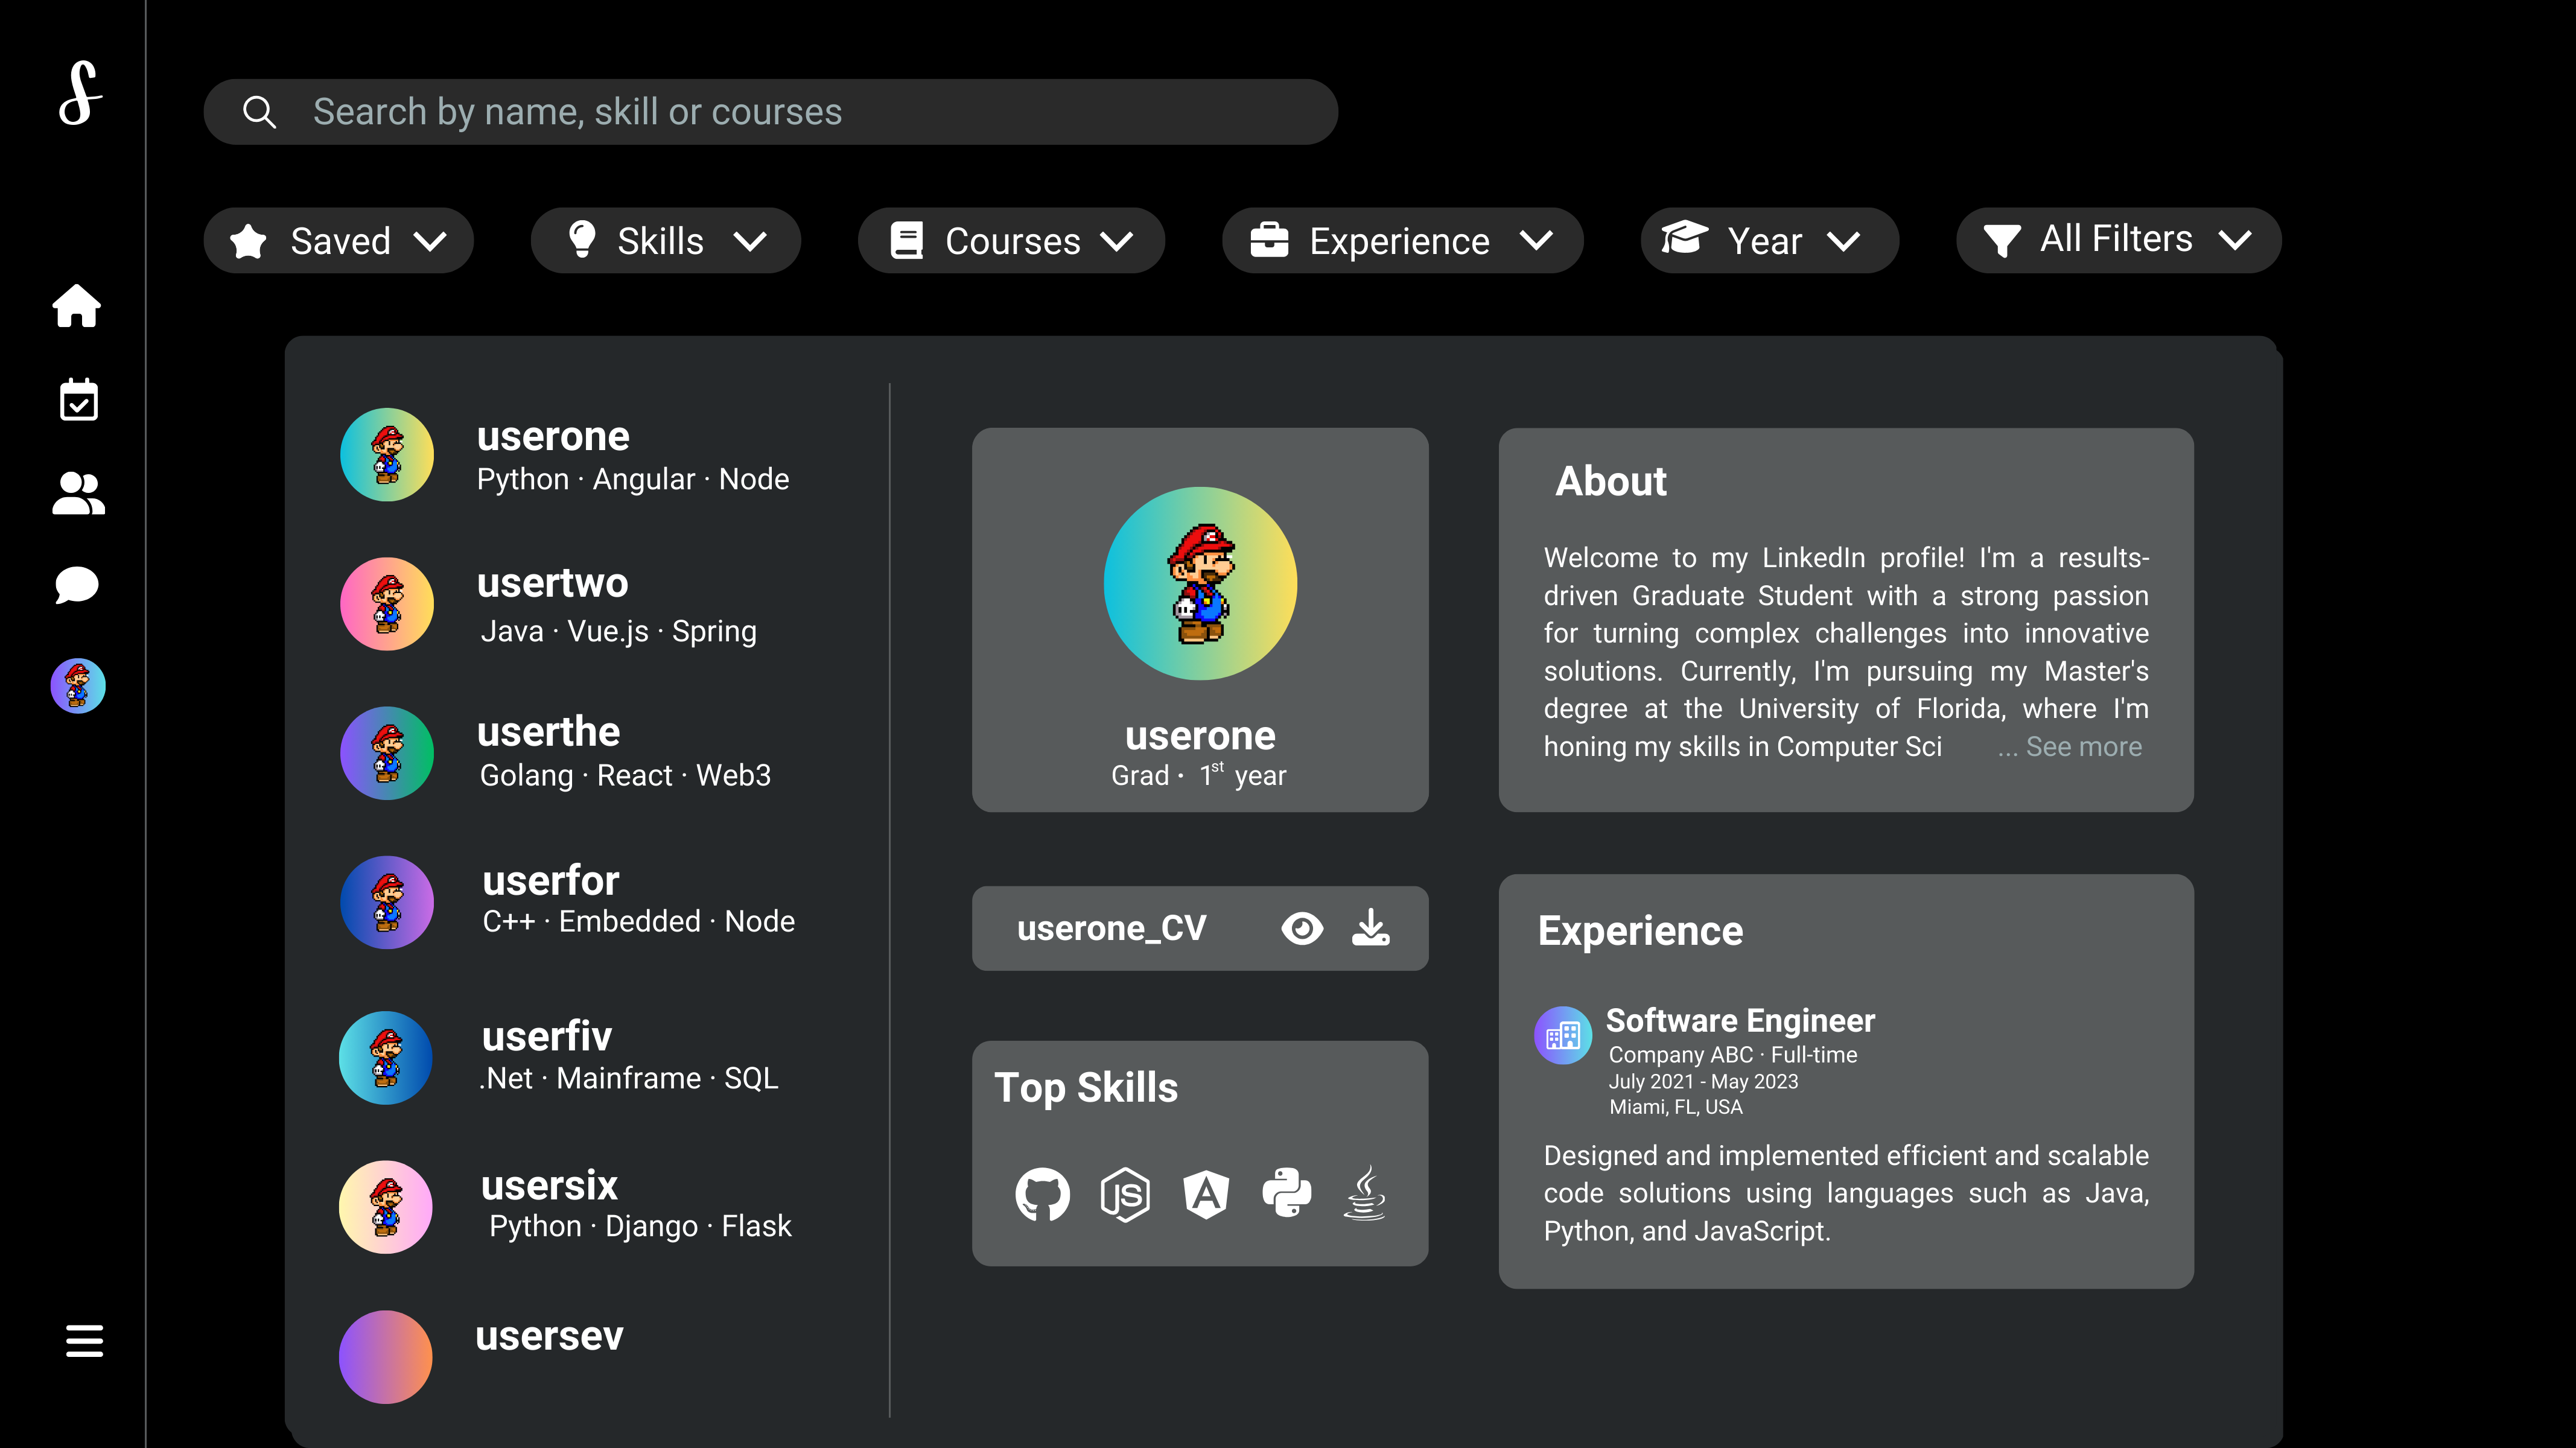 Search by name, skill or courses
Saved
Skills
Courses
Experience
Year
All Filters
userone
Python · Angular · Node
usertwo
Java · Vue.js · Spring
userthe
Golang · React · Web3
userfor
C++ · Embedded · Node
userfiv
.Net · Mainframe · SQL
usersix
Python · Django · Flask
usersev
userone
Grad · 1st year
userone_CV
Top Skills
JS
About
Welcome to my LinkedIn profile! I'm a results-
driven Graduate Student with a strong passion
for turning complex challenges into innovative
solutions. Currently, I'm pursuing my Master's
degree at the University of Florida, where I'm
honing my skills in Computer Sci ... See more
Experience
Software Engineer
Company ABC · Full-time
July 2021 - May 2023
Miami, FL, USA
Designed and implemented efficient and scalable
code solutions using languages such as Java,
Python, and JavaScript.